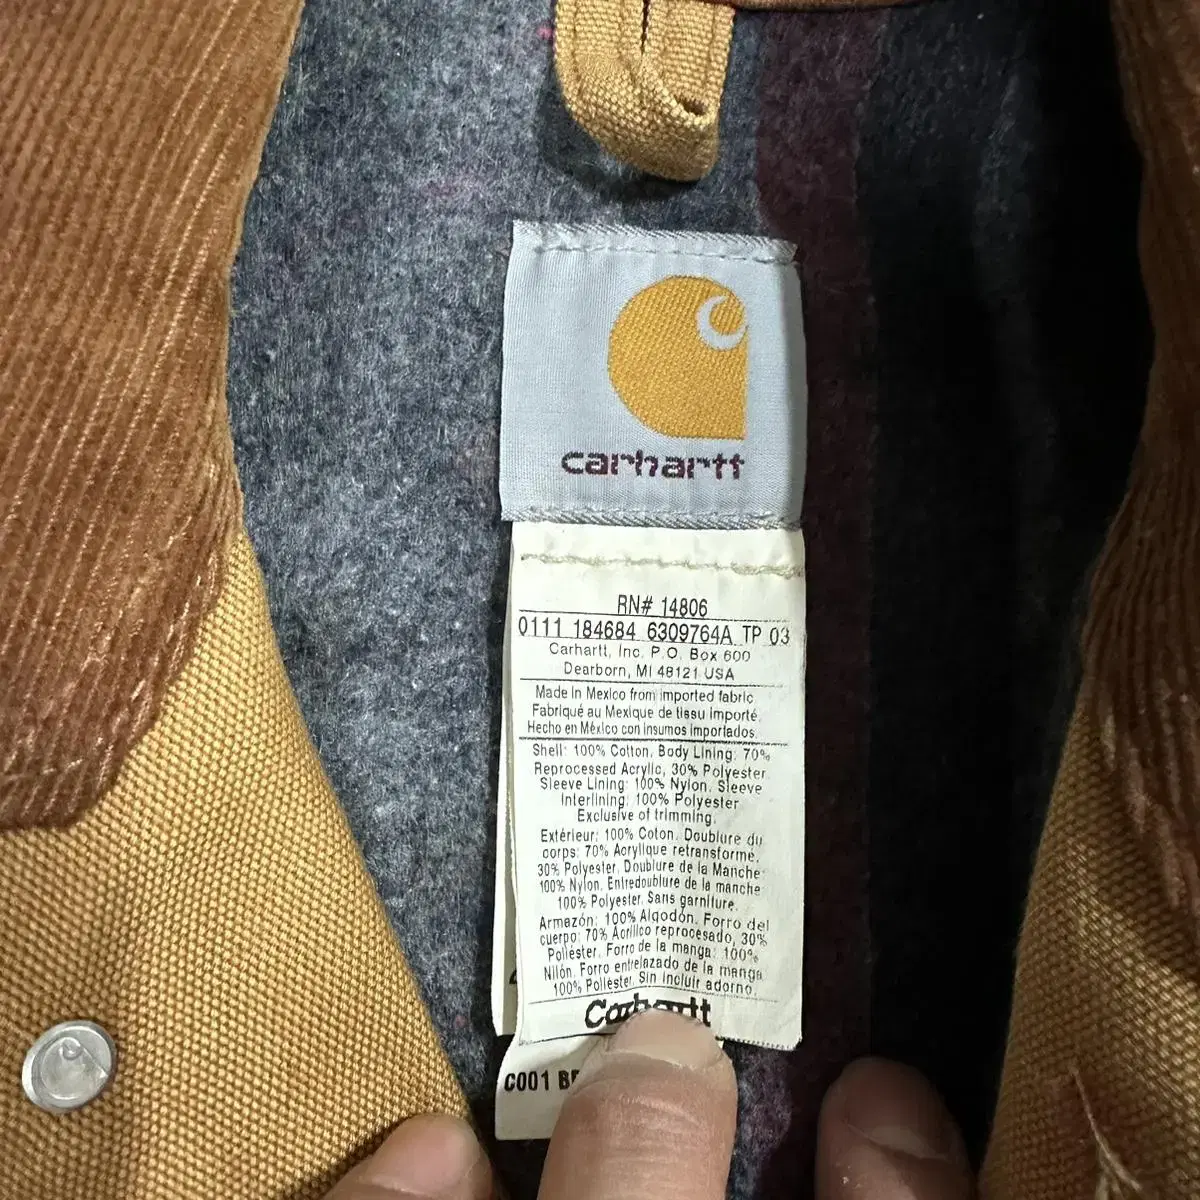 carhartt
RN# 14806
0111 184684 6309764A TP 03
Carhartt, Inc. P.O. Box 600
Dearborn, MI 48121 USA
Made in Mexico from imported fabric
Fabriqué au Mexique de tissu importé.
Hecho en México con insumos importados.
Shell: 100% Cotton. Body Lining: 70%
Reprocessed Acrylic, 30% Polyester
Sleeve Lining: 100% Nylon. Sleeve
Interlining: 100% Polyester
Exclusive of trimming.
Extérieur: 100% Coton. Doublure du
corps: 70% Acrylique retransformé,
30% Polyester. Doublure de la Manche:
100% Nylon. Entredoublure de la manche
100% Polyester. Sans garniture.
Armazón: 100% Algodón. Forro del
cuerpo: 70% Acrílico reprocesado, 30%
Poliéster. Forro de la manga: 100%
Nilón. Forro entrelazado de la manga
100% Poliéster. Sin incluir adorno.
Carhartt
C001